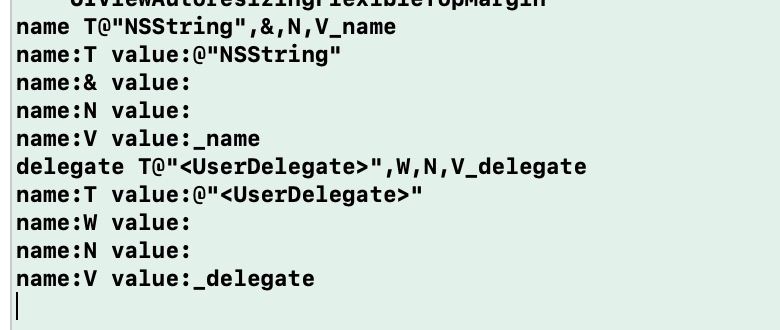 UIViewAutoresizingFlexibleTopMargin
name T@"NSString",&,N,V_name
name:T value:@"NSString"
name:& value:
name:N value:
name:V value:_name
delegate T@"<UserDelegate>",W,N,V_delegate
name:T value:@"<UserDelegate>"
name:W value:
name:N value:
name:V value:_delegate